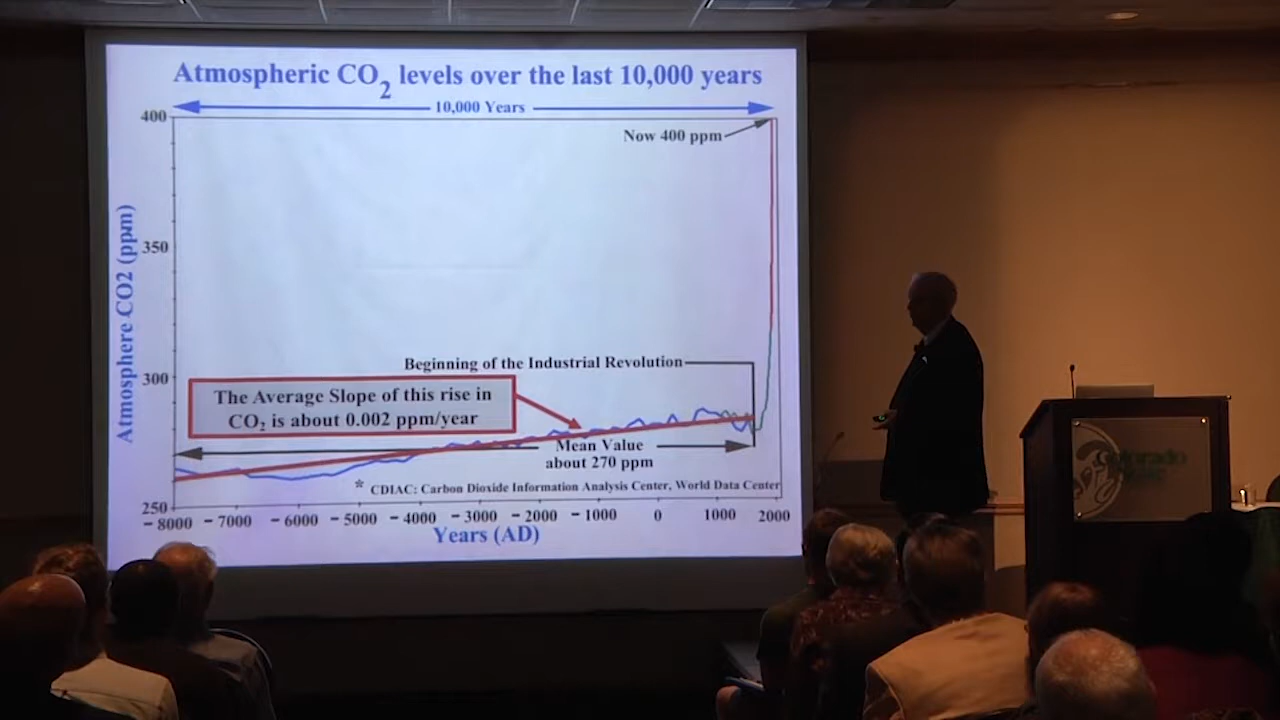 Atmospheric CO2 levels over the last 10,000 years
10,000 Years
400
Now 400 ppm
350
Atmosphere CO2 (ppm)
Beginning of the Industrial Revolution
300
The Average Slope of this rise in
CO₂ is about 0.002 ppm/year
Mean Value
about 270 ppm
* CDIAC: Carbon Dioxide Information Analysis Center, World Data Center
250
-8000 -7000 -6000 -5000 -4000 -3000 -2000 -1000 0 1000 2000
Years (AD)